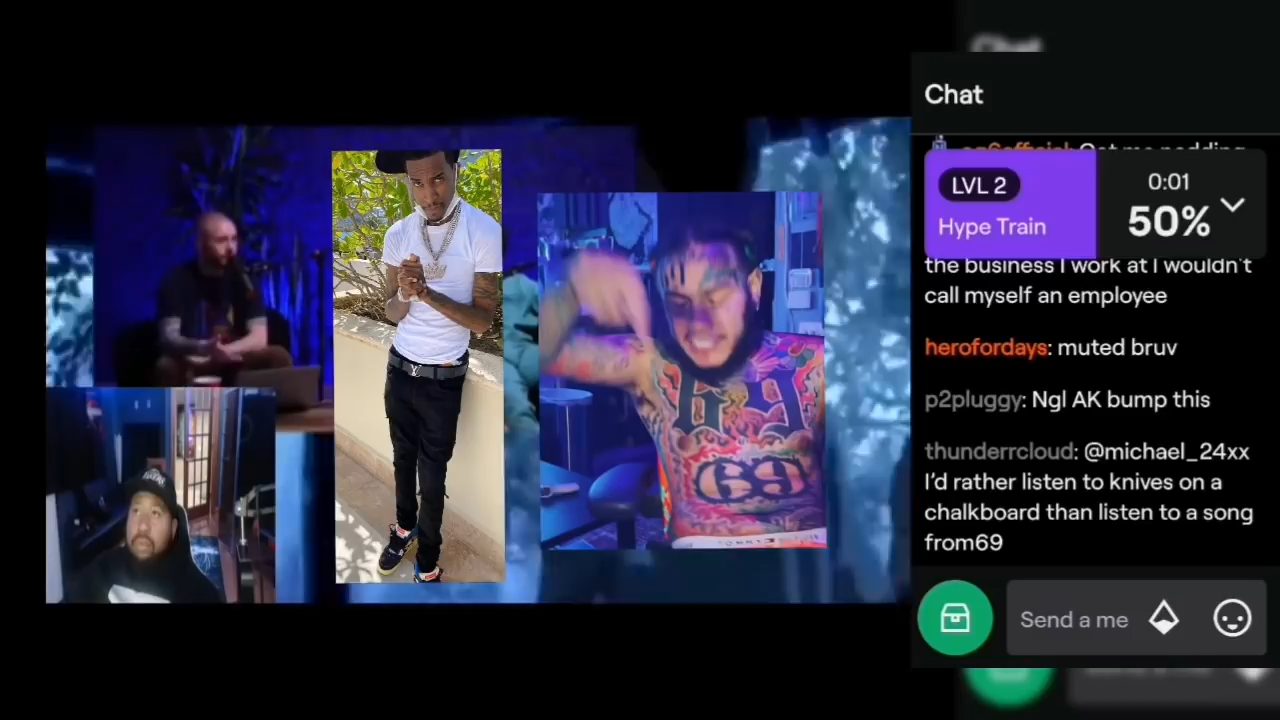 Chat
LVL 2
Hype Train
0:01
50%
the business I work at I wouldn't
call myself an employee
herofordays: muted bruv
p2pluggy: Ngl AK bump this
thunderrcloud: @michael_24xx
I'd rather listen to knives on a
chalkboard than listen to a song
from69
Send a me
69
69